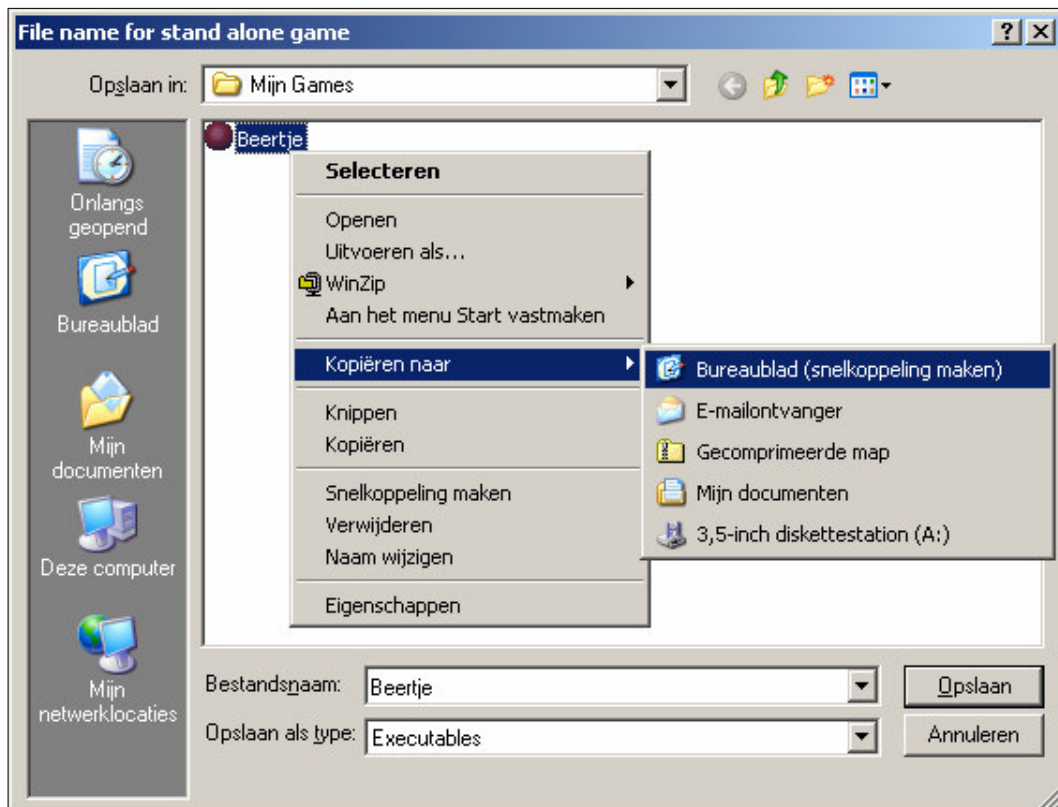 File name for stand alone game
Opslaan in:
Mijn Games
Onlangs
geopend
Bureaublad
Mijn
documenten
Deze computer
Mijn
netwerklocaties
Beertje
Selecteren
Openen
Uitvoeren als...
WinZip
Aan het menu Start vastmaken
Kopiëren naar
Knippen
Kopiëren
Snelkoppeling maken
Verwijderen
Naam wijzigen
Eigenschappen
Bureaublad (snelkoppeling maken)
E-mailontvanger
Gecomprimeerde map
Mijn documenten
3,5-inch diskettestation (A:)
Bestandsnaam:
Beertje
Opslaan
Opslaan als type:
Executables
Annuleren